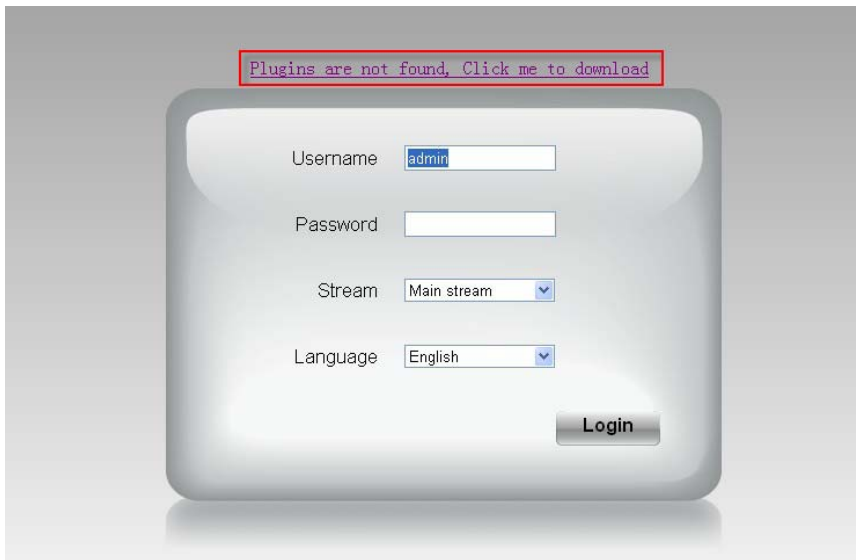 Plugins are not found, Click me to download
Username admin
Password
Stream Main stream
Language English
Login